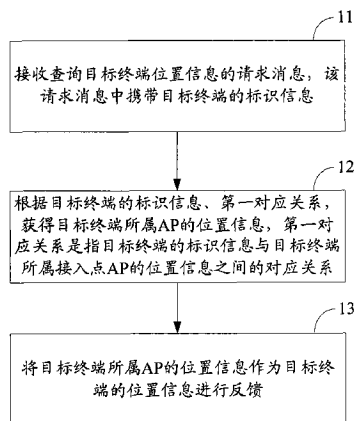 11
接收查询目标终端位置信息的请求消息，该
请求消息中携带目标终端的标识信息
12
根据目标终端的标识信息、第一对应关系，
获得目标终端所属AP的位置信息，第一对
应关系是指目标终端的标识信息与目标终端
所属接入点AP的位置信息之间的对应关系
13
将目标终端所属AP的位置信息作为目标终
端的位置信息进行反馈